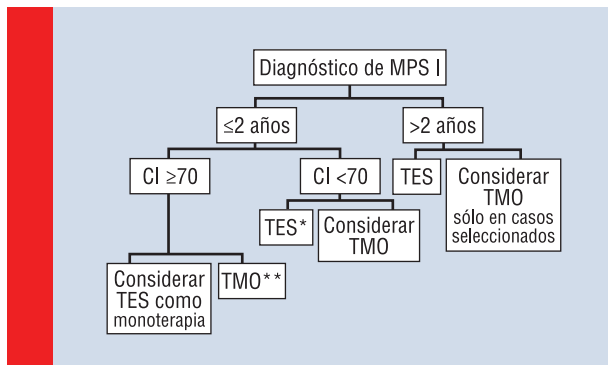 Diagnóstico de MPS I
≤2 años
>2 años
CI ≥70
CI <70
TES
Considerar
TMO
sólo en casos
seleccionados
TES*
Considerar
TMO
Considerar
TES como
monoterapia
TMO**